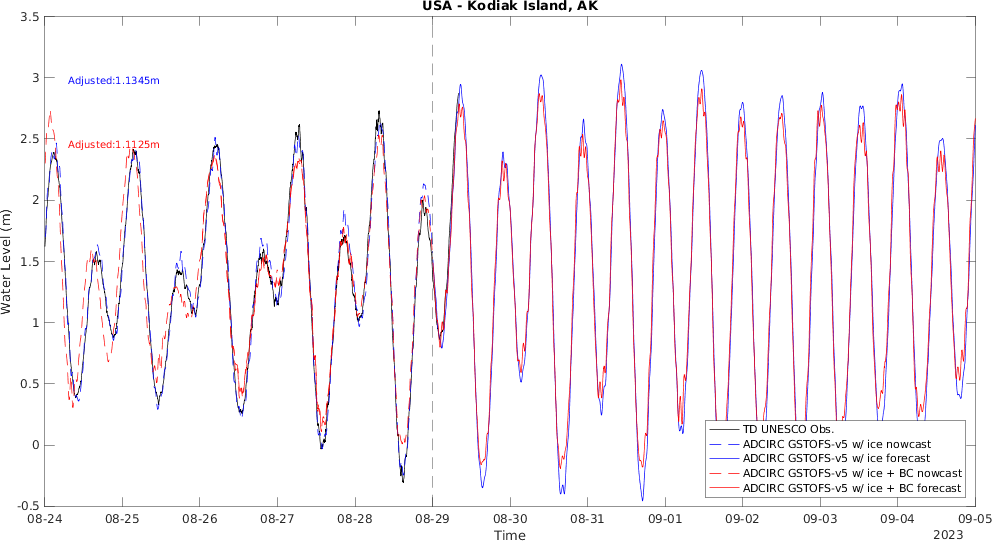 USA - Kodiak Island, AK
3.5
3
2.5
2
1.5
1
0.5
0
-0.5
Water Level (m)
Adjusted:1.1345m
Adjusted:1.1125m
TD UNESCO Obs.
ADCIRC GSTOFS-v5 w/ ice nowcast
ADCIRC GSTOFS-v5 w/ ice forecast
ADCIRC GSTOFS-v5 w/ ice + BC nowcast
ADCIRC GSTOFS-v5 w/ ice + BC forecast
08-24 08-25 08-26 08-27 08-28 08-29 08-30 08-31 09-01 09-02 09-03 09-04 09-05
Time
2023